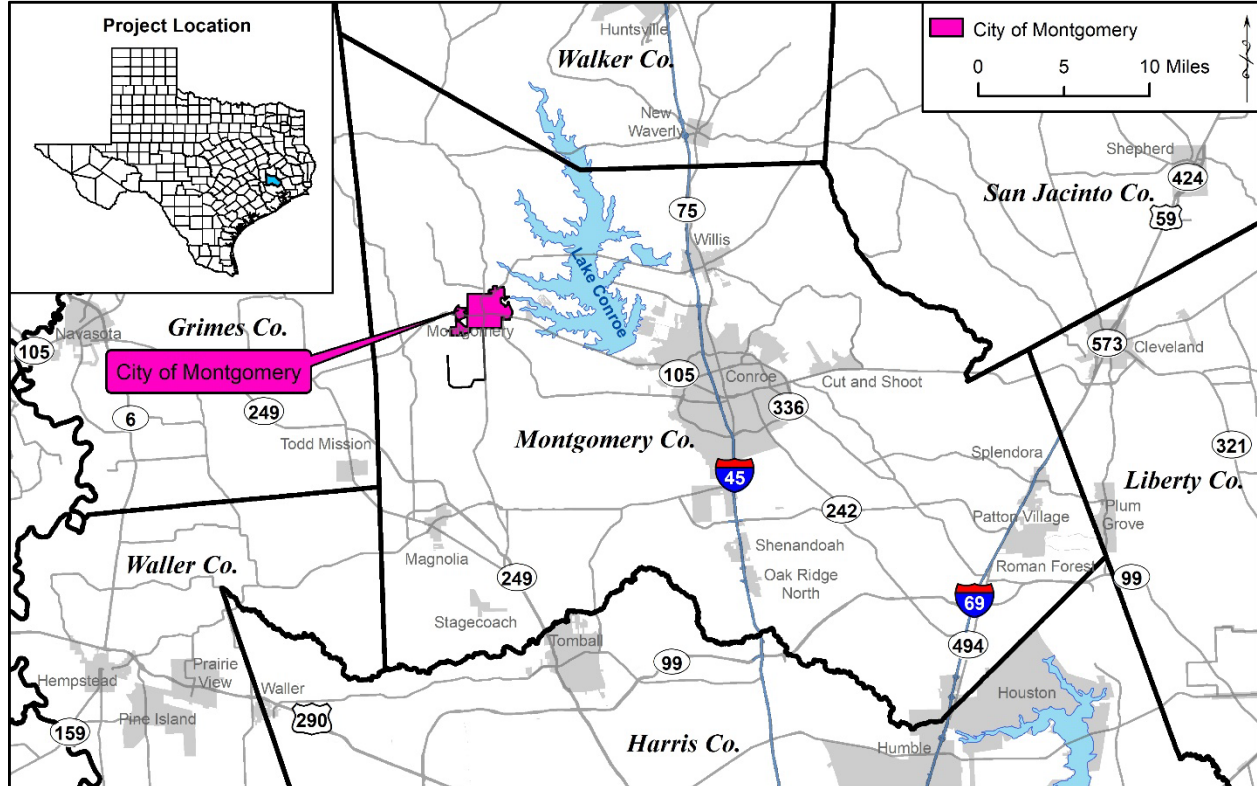 Project Location
Huntsville
Walker Co.
City of Montgomery
0 5 10 Miles
New
Waverly
Shepherd
424
San Jacinto Co.
59
75
Willis
Lake Conroe
Navasota
105
Grimes Co.
Montgomery
City of Montgomery
573
Cleveland
105
Conroe
Cut and Shoot
336
6
249
Todd Mission
Montgomery Co.
321
45
Splendora
Liberty Co.
242
Patton Village
Plum
Grove
Waller Co.
Magnolia
249
Shenandoah
Oak Ridge
North
Roman Forest
99
69
Stagecoach
Tomball
494
99
Hempstead
Prairie
View
Waller
Pine Island
290
159
Houston
Harris Co.
Humble